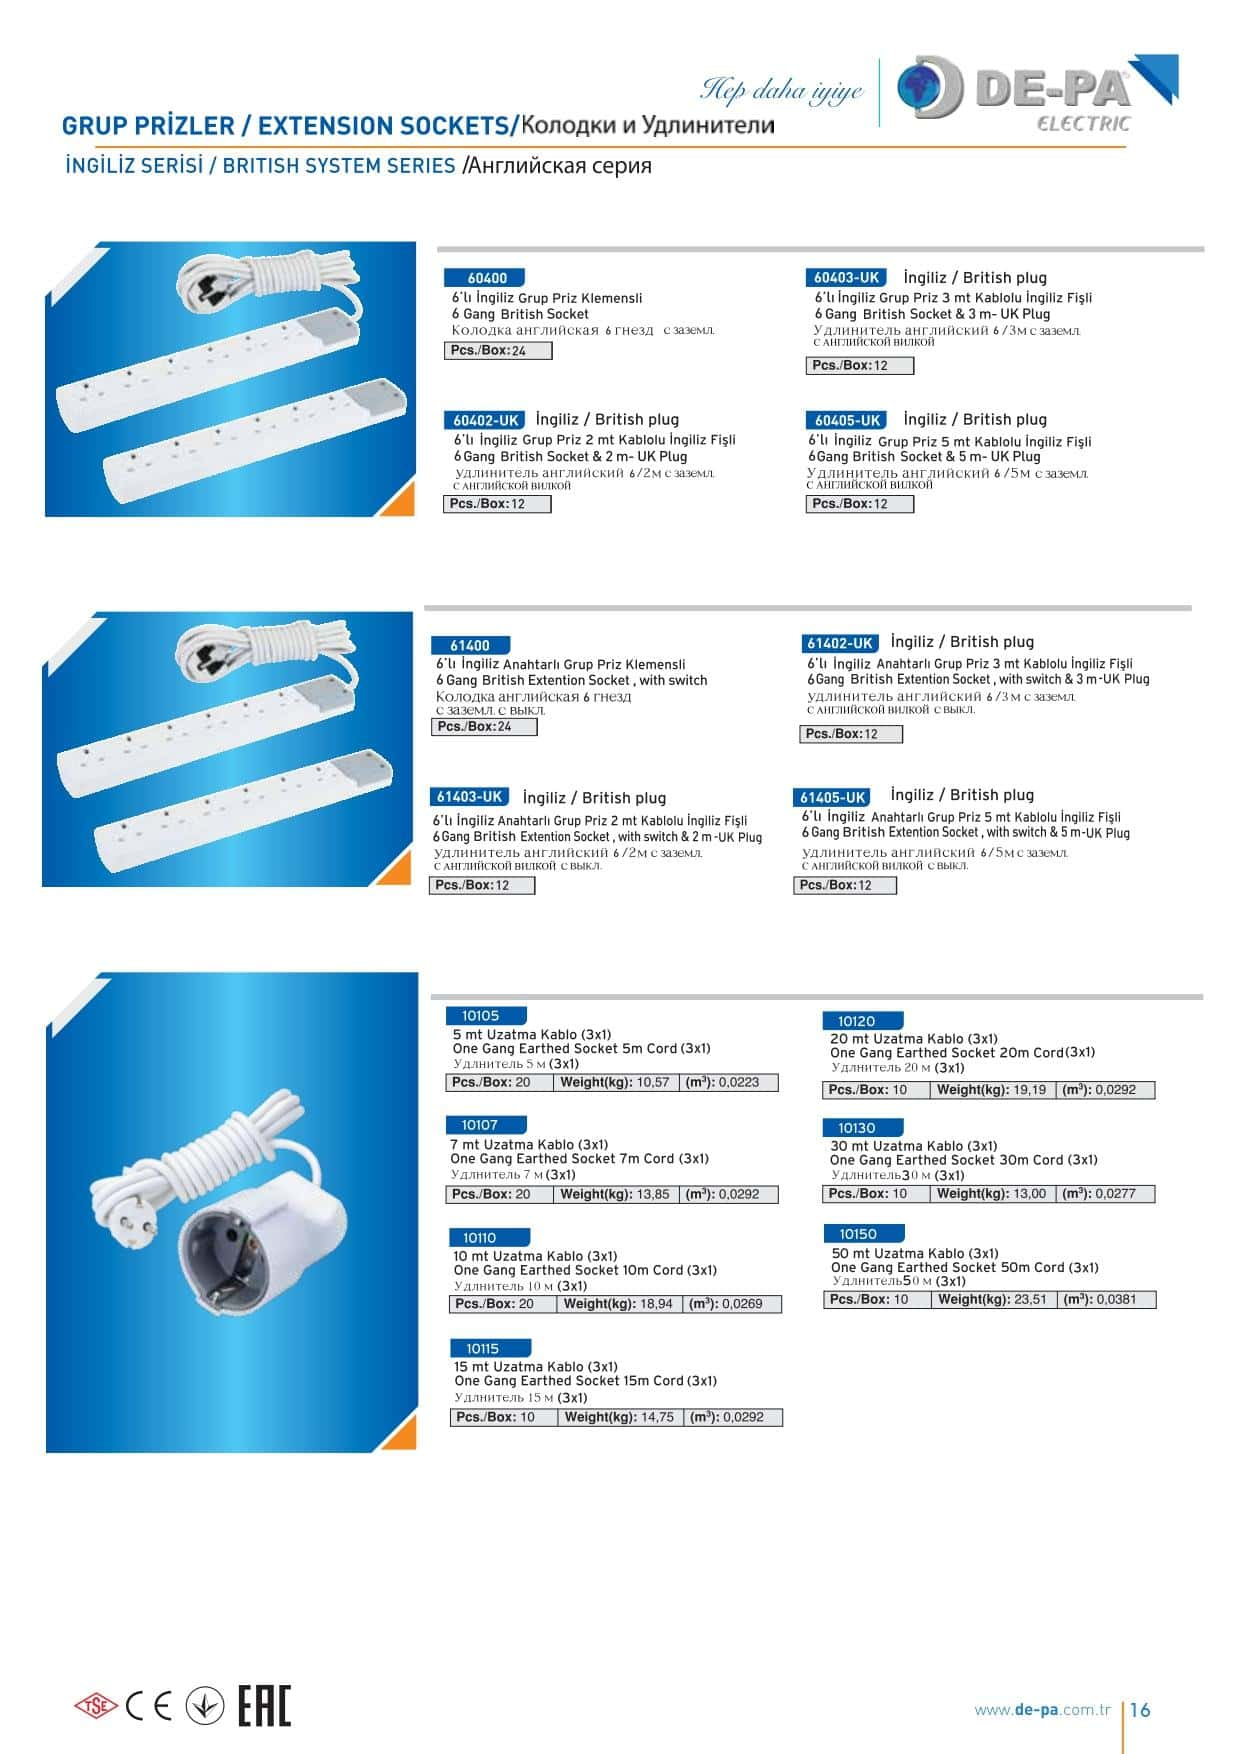 Hep daha iyiye
DE-PA
ELECTRIC
GRUP PRİZLER / EXTENSION SOCKETS/Колодки и Удлинители
İNGİLİZ SERİSİ / BRITISH SYSTEM SERIES /Английская серия
60400
6'lı İngiliz Grup Priz Klemensli
6 Gang British Socket
Колодка английская 6 гнезд с заземл.
Pcs./Box: 24
60403-UK İngiliz / British plug
6'lı İngiliz Grup Priz 3 mt Kablolu İngiliz Fişli
6 Gang British Socket & 3 m- UK Plug
Удлинитель английский 6 /3м с заземл.
С АНГЛИЙСКОЙ ВИЛКОЙ
Pcs./Box: 12
60402-UK İngiliz / British plug
6'lı İngiliz Grup Priz 2 mt Kablolu İngiliz Fişli
6 Gang British Socket & 2 m- UK Plug
Удлинитель английский 6 /2м с заземл.
С АНГЛИЙСКОЙ ВИЛКОЙ
Pcs./Box: 12
60405-UK İngiliz / British plug
6'lı İngiliz Grup Priz 5 mt Kablolu İngiliz Fişli
6Gang British Socket & 5 m- UK Plug
Удлинитель английский 6 /5м с заземл.
С АНГЛИЙСКОЙ ВИЛКОЙ
Pcs./Box: 12
61400
6'lı İngiliz Anahtarlı Grup Priz Klemensli
6 Gang British Extention Socket , with switch
Колодка английская 6 гнезд
с заземл. с выкл.
Pcs./Box: 24
61402-UK İngiliz / British plug
6'lı İngiliz Anahtarlı Grup Priz 3 mt Kablolu İngiliz Fişli
6Gang British Extention Socket , with switch & 3 m-UK Plug
удлинитель английский 6 /3м с заземл.
С АНГЛИЙСКОЙ ВИЛКОЙ с выкл.
Pcs./Box: 12
61403-UK İngiliz / British plug
6'lı İngiliz Anahtarlı Grup Priz 2 mt Kablolu İngiliz Fişli
6 Gang British Extention Socket , with switch & 2 m -UK Plug
удлинитель английский 6 /2м с заземл.
С АНГЛИЙСКОЙ ВИЛКОЙ с выкл.
Pcs./Box: 12
61405-UK İngiliz / British plug
6'lı İngiliz Anahtarlı Grup Priz 5 mt Kablolu İngiliz Fişli
6 Gang British Extention Socket , with switch & 5 m-UK Plug
удлинитель английский 6/5м с заземл.
С АНГЛИЙСКОЙ ВИЛКОЙ с выкл.
Pcs./Box: 12
10105
5 mt Uzatma Kablo (3x1)
One Gang Earthed Socket 5m Cord (3x1)
Удлнитель 5 м (3x1)
Pcs./Box: 20 Weight(kg): 10,57 (m³): 0,0223
10107
7 mt Uzatma Kablo (3x1)
One Gang Earthed Socket 7m Cord (3x1)
Удлнитель 7 м (3x1)
Pcs./Box: 20 Weight(kg): 13,85 (m³): 0,0292
10110
10 mt Uzatma Kablo (3x1)
One Gang Earthed Socket 10m Cord (3x1)
Удлнитель 10 м (3x1)
Pcs./Box: 20 Weight(kg): 18,94 (m³): 0,0269
10115
15 mt Uzatma Kablo (3x1)
One Gang Earthed Socket 15m Cord (3x1)
Удлнитель 15 м (3x1)
Pcs./Box: 10 Weight(kg): 14,75 (m³): 0,0292
10120
20 mt Uzatma Kablo (3x1)
One Gang Earthed Socket 20m Cord(3x1)
Удлнитель 20 м (3x1)
Pcs./Box: 10 Weight(kg): 19,19 (m³): 0,0292
10130
30 mt Uzatma Kablo (3x1)
One Gang Earthed Socket 30m Cord (3x1)
Удлнитель30 м (3x1)
Pcs./Box: 10 Weight(kg): 13,00 (m³): 0,0277
10150
50 mt Uzatma Kablo (3x1)
One Gang Earthed Socket 50m Cord (3x1)
Удлнитель50 м (3x1)
Pcs./Box: 10 Weight(kg): 23,51 (m³): 0,0381
TSE CE EAC
www.de-pa.com.tr 16